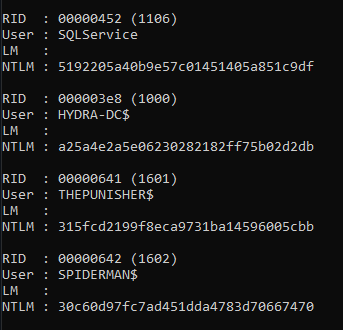 RID  : 00000452 (1106)
User : SQLService
LM   :
NTLM : 5192205a40b9e57c01451405a851c9df
RID  : 000003e8 (1000)
User : HYDRA-DC$
LM   :
NTLM : a25a4e2a5e06230282182ff75b02d2db
RID  : 00000641 (1601)
User : THEPUNISHER$
LM   :
NTLM : 315fcd2199f8eca9731ba14596005cbb
RID  : 00000642 (1602)
User : SPIDERMAN$
LM   :
NTLM : 30c60d97fc7ad451dda4783d70667470